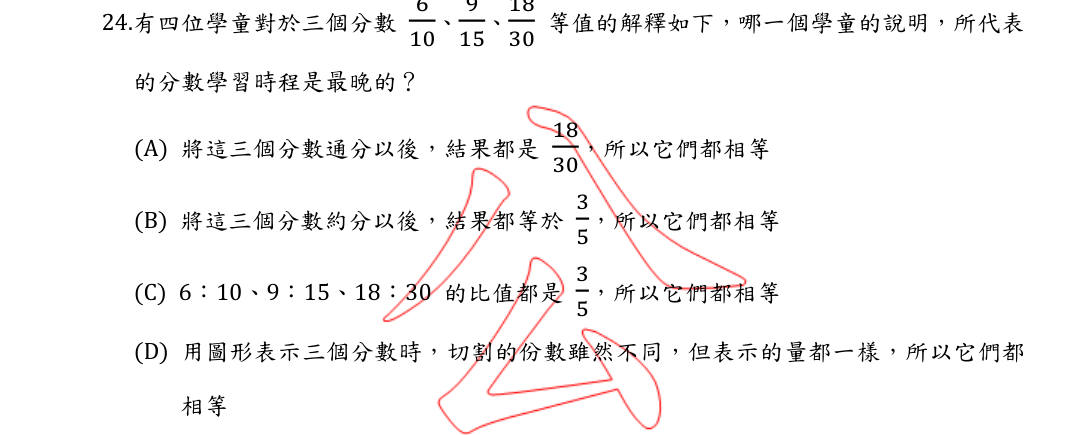 24.有四位學童對於三個分數 6/10、9/15、18/30 等值的解釋如下，哪一個學童的說明，所代表
的分數學習時程是最晚的？
(A) 將這三個分數通分以後，結果都是 18/30，所以它們都相等
(B) 將這三個分數約分以後，結果都等於 3/5，所以它們都相等
(C) 6：10、9：15、18：30 的比值都是 3/5，所以它們都相等
(D) 用圖形表示三個分數時，切割的份數雖然不同，但表示的量都一樣，所以它們都
相等
公